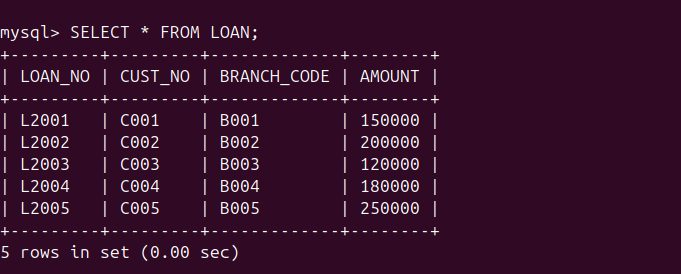 mysql> SELECT * FROM LOAN;
+---------+---------+-------------+--------+
| LOAN_NO | CUST_NO | BRANCH_CODE | AMOUNT |
+---------+---------+-------------+--------+
| L2001   | C001    | B001        | 150000 |
| L2002   | C002    | B002        | 200000 |
| L2003   | C003    | B003        | 120000 |
| L2004   | C004    | B004        | 180000 |
| L2005   | C005    | B005        | 250000 |
+---------+---------+-------------+--------+
5 rows in set (0.00 sec)